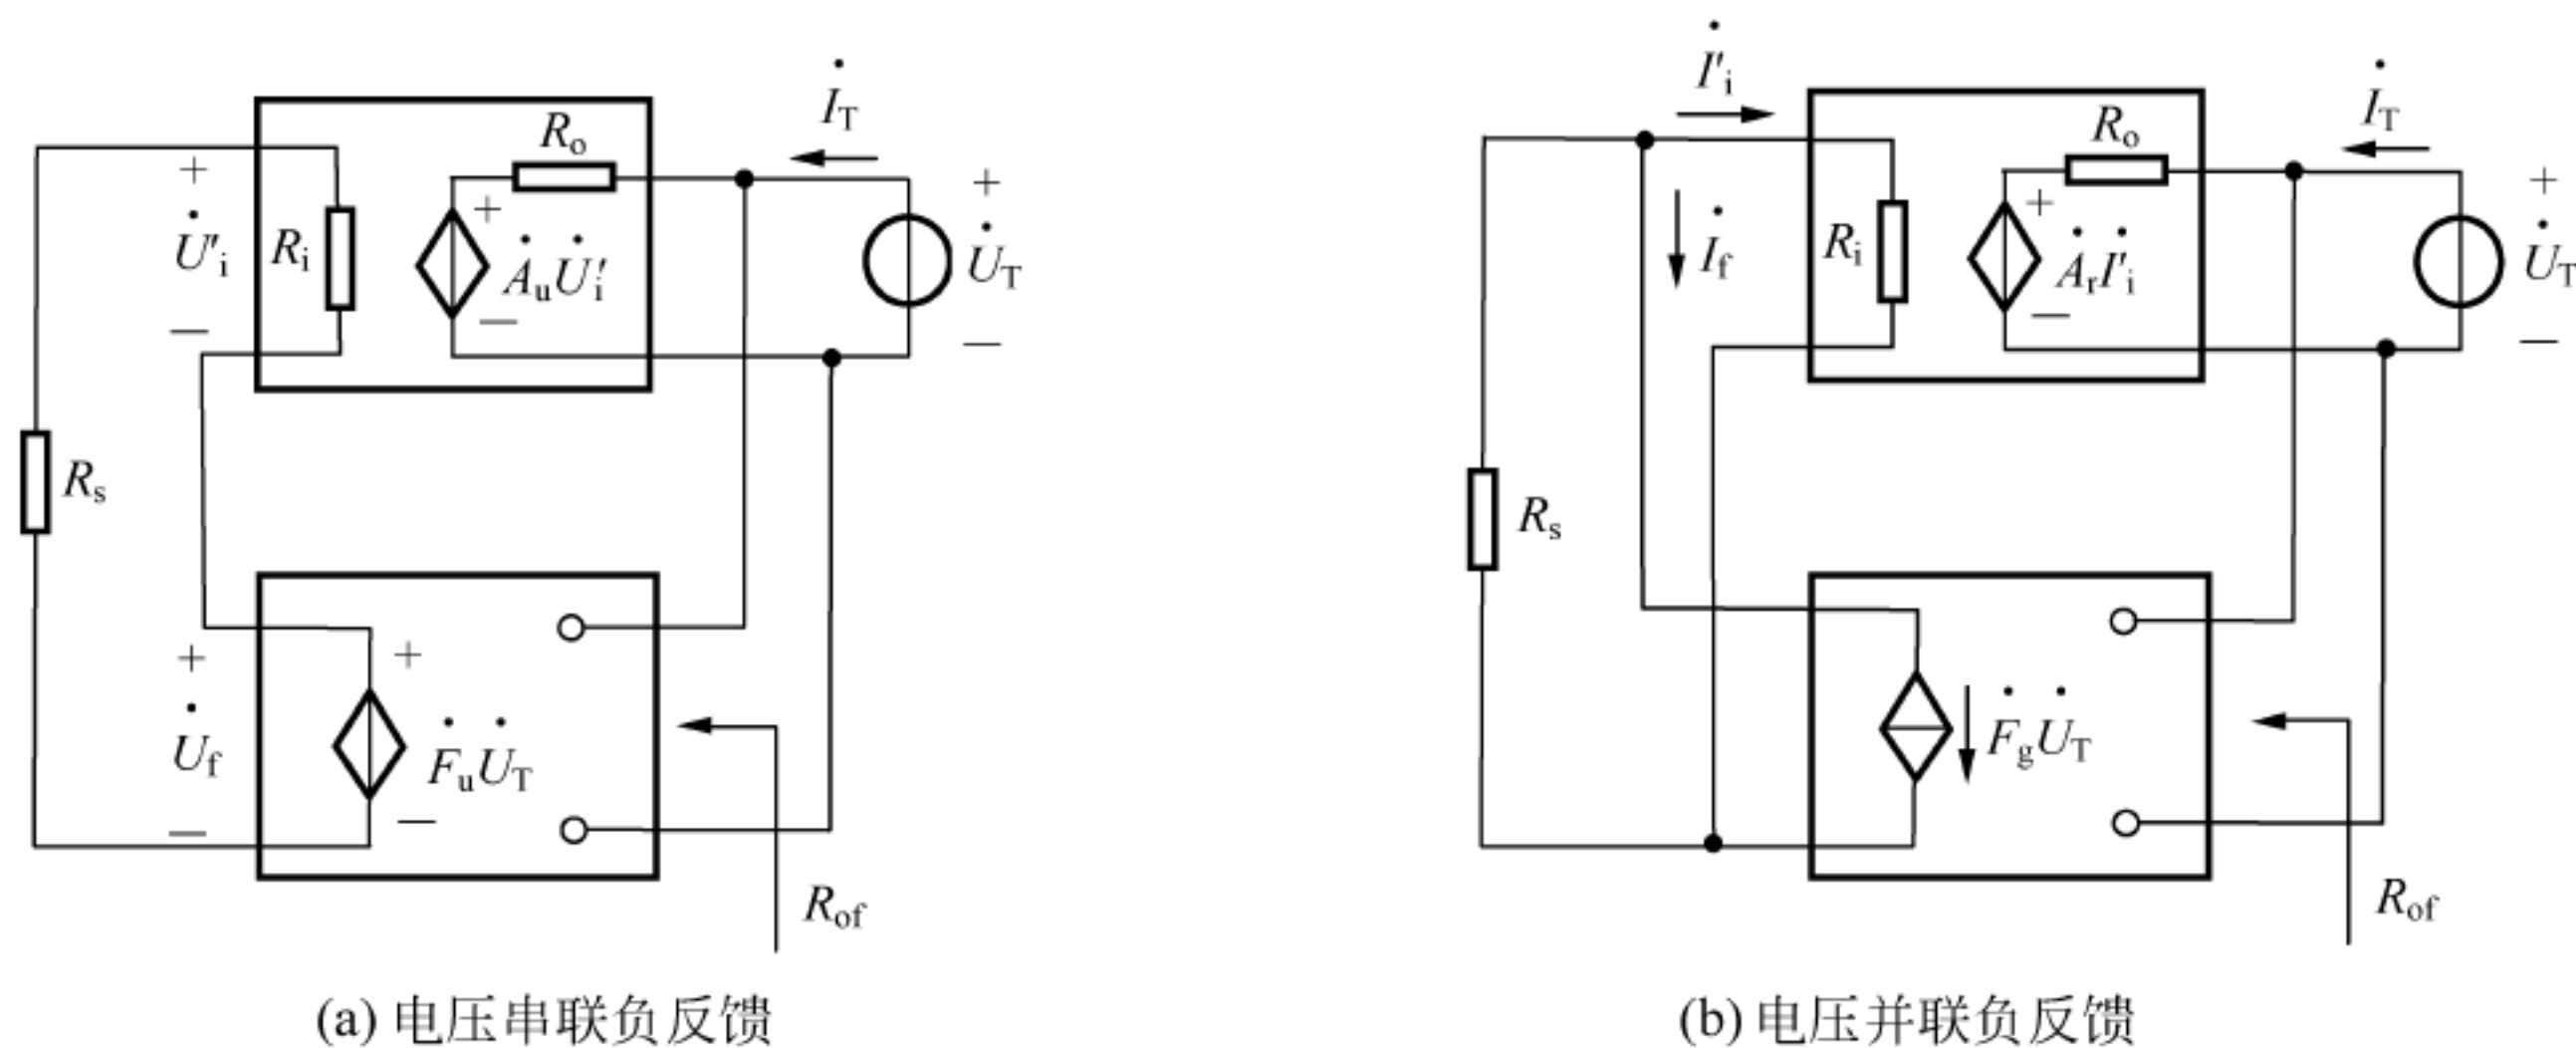 İ_T
R_o
+
U̇'_i
−
R_i
+
Ȧ_u U̇'_i
−
+
U̇_T
−
R_s
+
U̇_f
−
+
Ḟ_u U̇_T
−
R_of
(a) 电压串联负反馈
İ'_i
İ_T
R_o
İ_f
R_i
+
Ȧ_r İ'_i
−
+
U̇_T
−
R_s
Ḟ_g U̇_T
R_of
(b) 电压并联负反馈